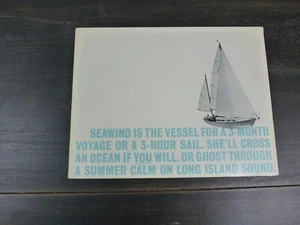 SEAWIND IS THE VESSEL FOR A 3-MONTH
VOYAGE OR A 3-HOUR SAIL. SHE'LL CROSS
AN OCEAN IF YOU WILL. OR GHOST THROUGH
A SUMMER CALM ON LONG ISLAND SOUND